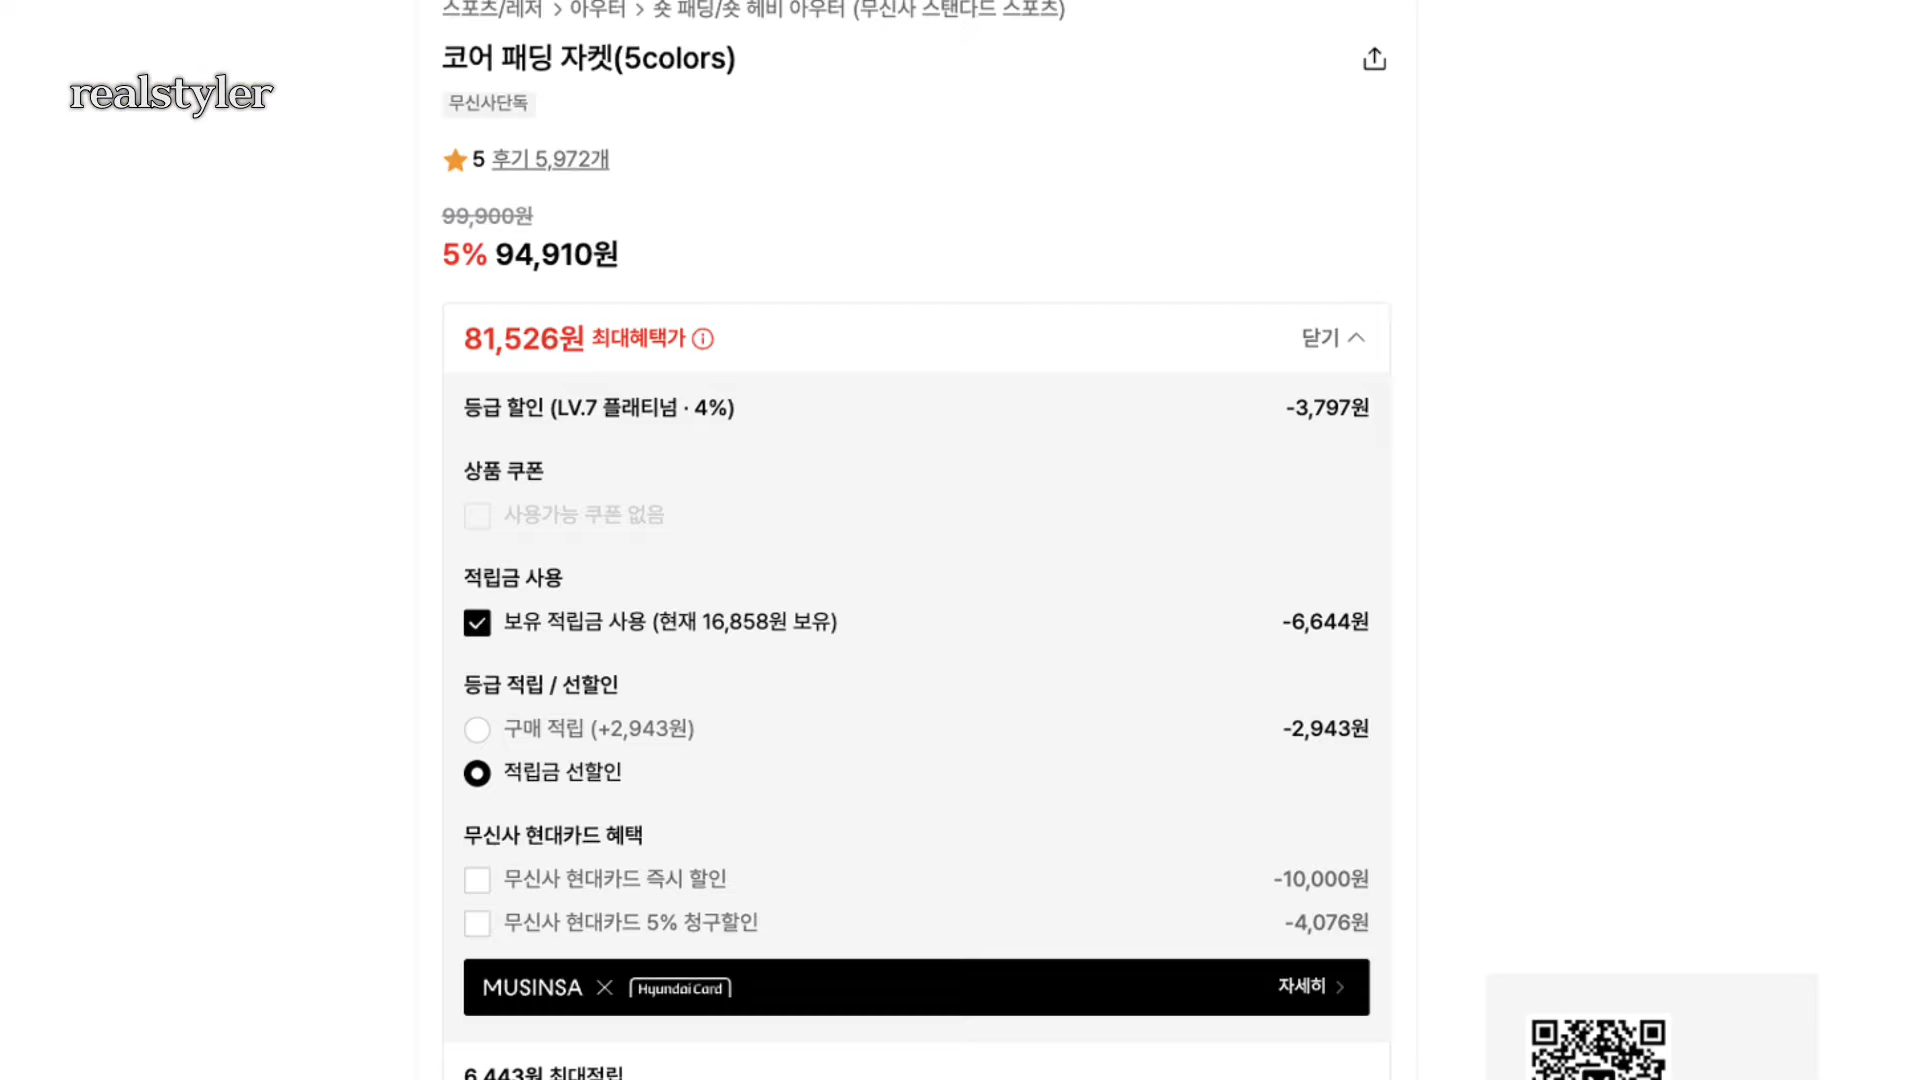 스포츠/레저 > 아우터 > 숏 패딩/숏 헤비 아우터 (무신사 스탠다드 스포츠)
코어 패딩 자켓(5colors)
realstyler
무신사단독
5 후기 5,972개
99,900원
5% 94,910원
81,526원 최대혜택가
닫기
등급 할인 (LV.7 플래티넘 · 4%)
-3,797원
상품 쿠폰
사용가능 쿠폰 없음
적립금 사용
보유 적립금 사용 (현재 16,858원 보유)
-6,644원
등급 적립 / 선할인
구매 적립 (+2,943원)
-2,943원
적립금 선할인
무신사 현대카드 혜택
무신사 현대카드 즉시 할인
-10,000원
무신사 현대카드 5% 청구할인
-4,076원
MUSINSA × Hyundai Card
자세히 >
6,443원 최대적립